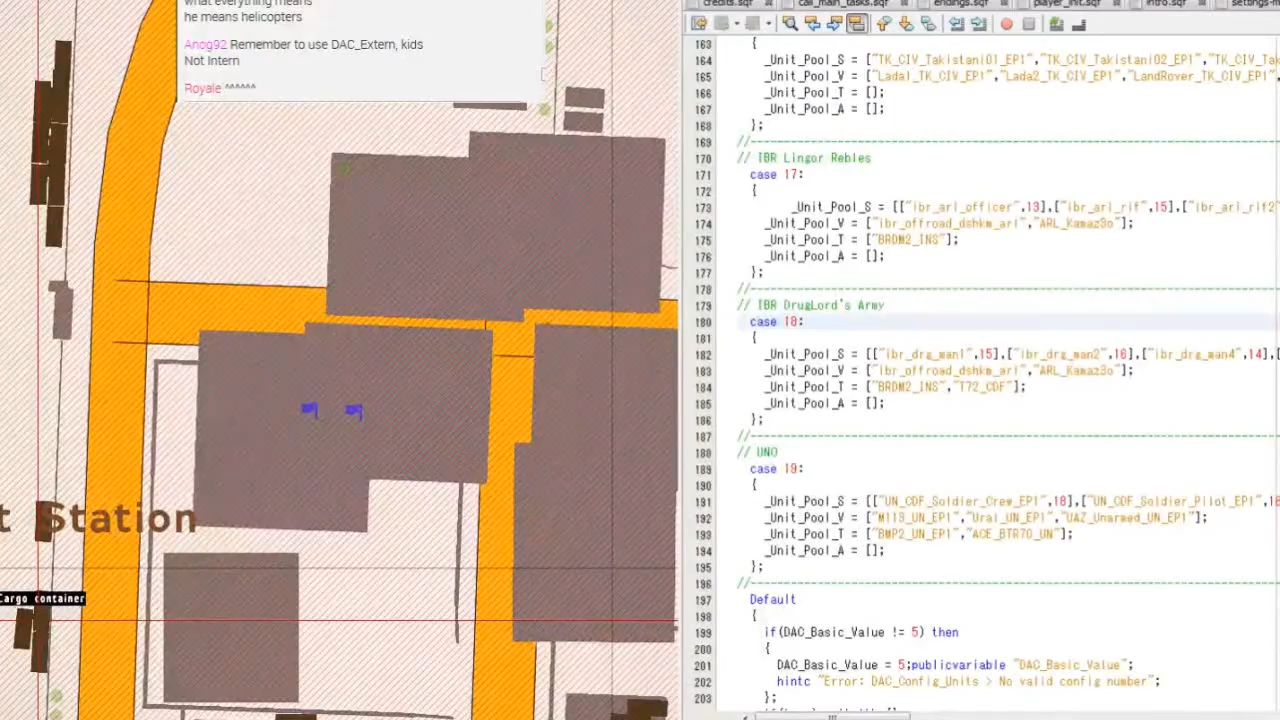 what everything means
he means helicopters
Anog92 Remember to use DAC_Extern, kids
Not Intern
Royale ^^^^^^
t Station
Cargo container
credits.sqf
call_main_tasks.sqf
endings.sqf
player_init.sqf
intro.sqf
163 {
164 _Unit_Pool_S = ["TK_CIV_Takistani01_EP1","TK_CIV_Takistani02_EP1","TK_CIV_Tak
165 _Unit_Pool_V = ["Lada1_TK_CIV_EP1","Lada2_TK_CIV_EP1","LandRover_TK_CIV_EP1"
166 _Unit_Pool_T = [];
167 _Unit_Pool_A = [];
168 };
169 //------------------------------------------------------------
170 // IBR Lingor Rebles
171 case 17:
172 {
173 _Unit_Pool_S = [["ibr_arl_officer",13],["ibr_arl_rif",15],["ibr_arl_rif2"
174 _Unit_Pool_V = ["ibr_offroad_dshkm_arl","ARL_Kamaz3o"];
175 _Unit_Pool_T = ["BRDM2_INS"];
176 _Unit_Pool_A = [];
177 };
178 //------------------------------------------------------------
179 // IBR DrugLord's Army
180 case 18:
181 {
182 _Unit_Pool_S = [["ibr_drg_man1",15],["ibr_drg_man2",16],["ibr_drg_man4",14],[
183 _Unit_Pool_V = ["ibr_offroad_dshkm_arl","ARL_Kamaz3o"];
184 _Unit_Pool_T = ["BRDM2_INS","T72_CDF"];
185 _Unit_Pool_A = [];
186 };
187 //------------------------------------------------------------
188 // UNO
189 case 19:
190 {
191 _Unit_Pool_S = [["UN_CDF_Soldier_Crew_EP1",18],["UN_CDF_Soldier_Pilot_EP1",18
192 _Unit_Pool_V = ["M113_UN_EP1","Ural_UN_EP1","UAZ_Unarmed_UN_EP1"];
193 _Unit_Pool_T = ["BMP2_UN_EP1","ACE_BTR70_UN"];
194 _Unit_Pool_A = [];
195 };
196 //------------------------------------------------------------
197 Default
198 {
199 if(DAC_Basic_Value != 5) then
200 {
201 DAC_Basic_Value = 5;publicvariable "DAC_Basic_Value";
202 hintc "Error: DAC_Config_Units > No valid config number";
203 };